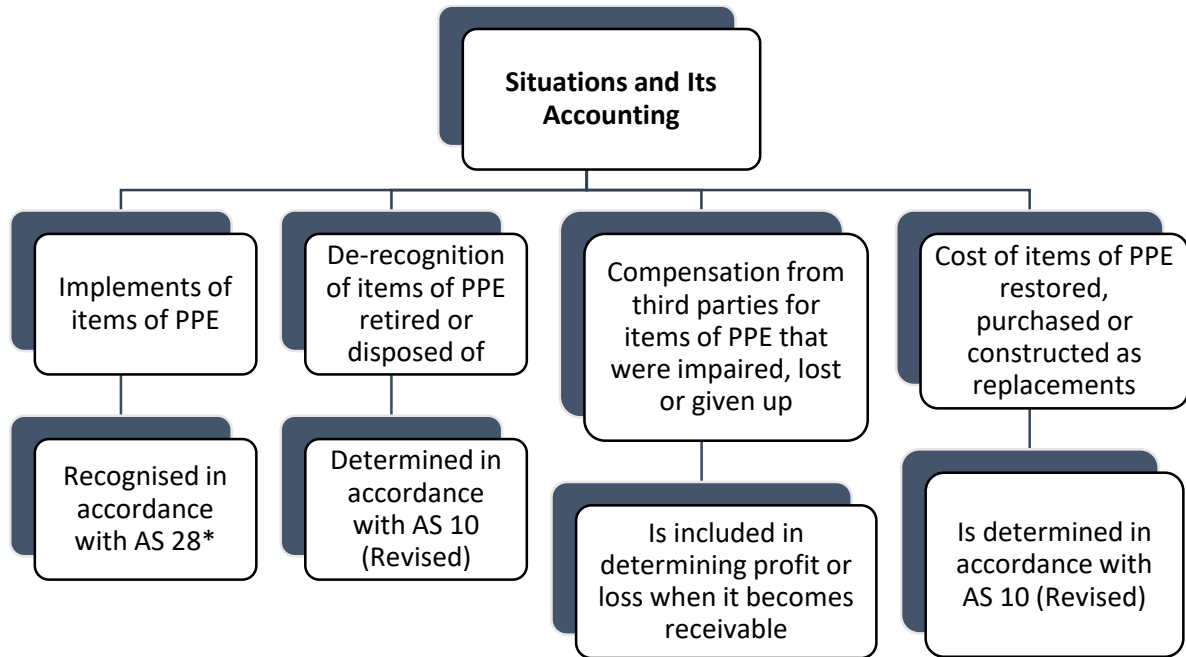 Situations and Its
Accounting
Implements of
items of PPE
De-recognition
of items of PPE
retired or
disposed of
Compensation from
third parties for
items of PPE that
were impaired, lost
or given up
Cost of items of PPE
restored,
purchased or
constructed as
replacements
Recognised in
accordance
with AS 28*
Determined in
accordance
with AS 10
(Revised)
Is included in
determining profit or
loss when it becomes
receivable
Is determined in
accordance with
AS 10 (Revised)